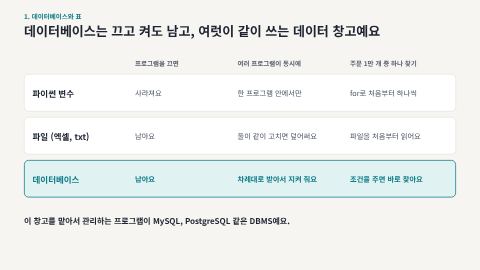 1. 데이터베이스와 표
데이터베이스는 끄고 켜도 남고, 여럿이 같이 쓰는 데이터 창고예요
프로그램을 끄면 여러 프로그램이 동시에 주문 1만 개 중 하나 찾기
파이썬 변수 사라져요 한 프로그램 안에서만 for로 처음부터 하나씩
파일 (엑셀, txt) 남아요 둘이 같이 고치면 덮어써요 파일을 처음부터 읽어요
데이터베이스 남아요 차례대로 받아서 지켜 줘요 조건을 주면 바로 찾아요
이 창고를 맡아서 관리하는 프로그램이 MySQL, PostgreSQL 같은 DBMS예요.